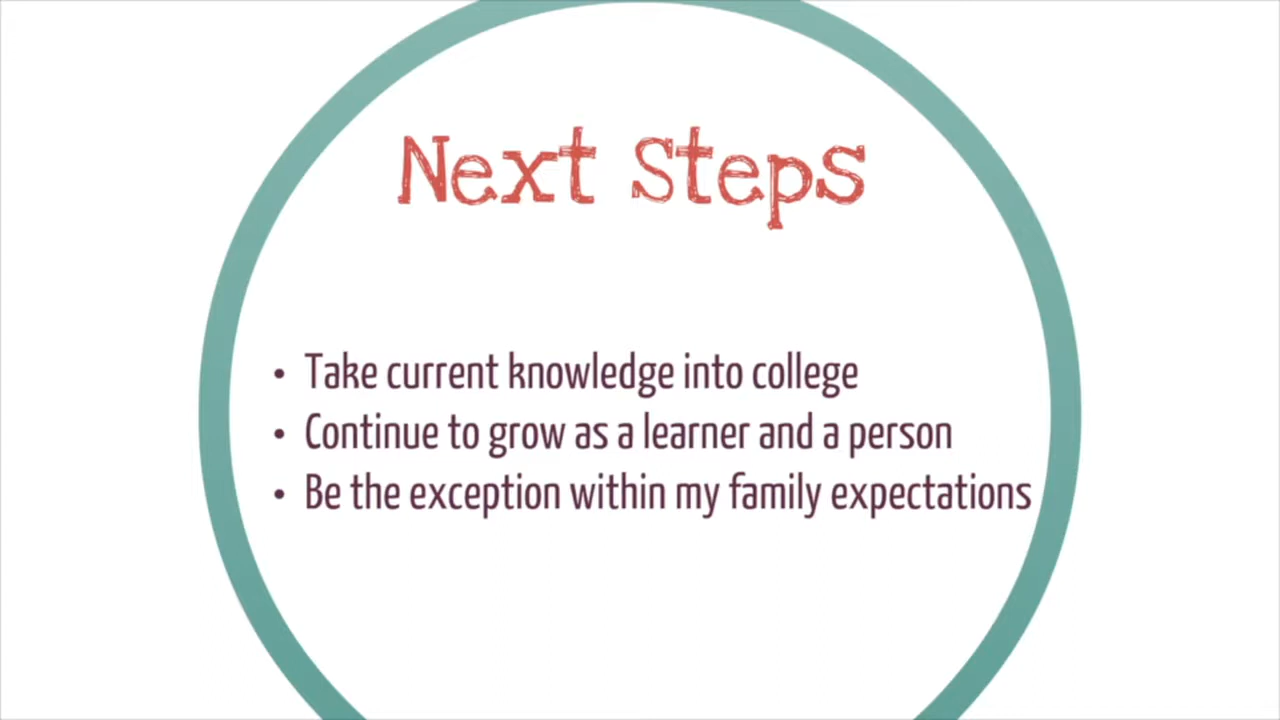 Next Steps
• Take current knowledge into college
• Continue to grow as a learner and a person
• Be the exception within my family expectations